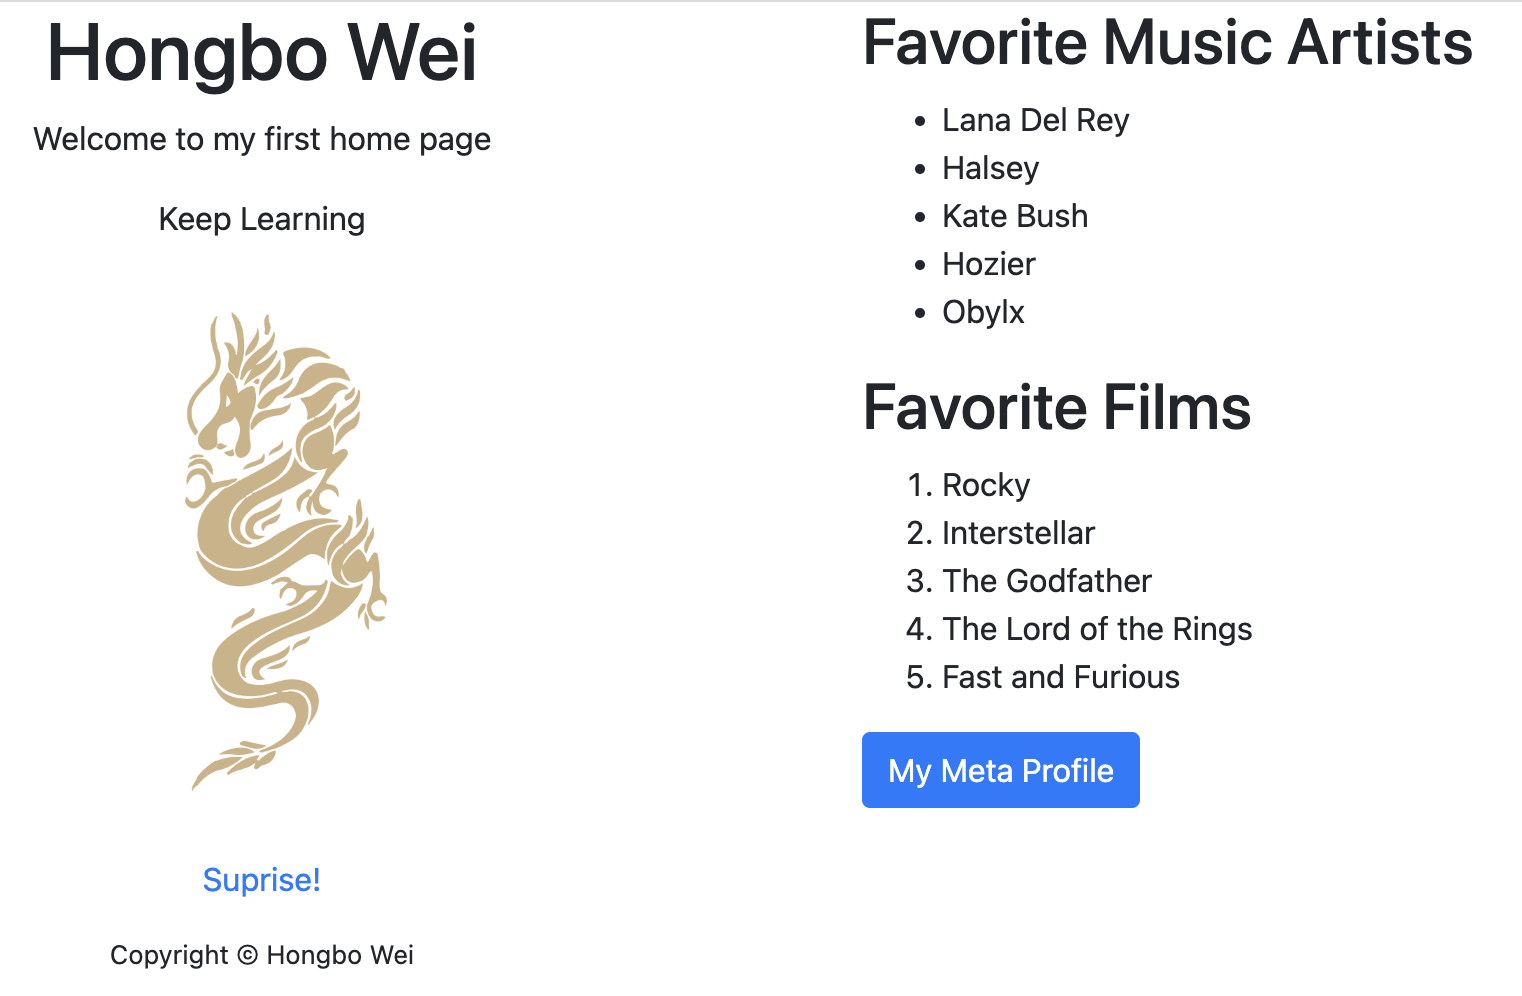 Hongbo Wei
Welcome to my first home page
Keep Learning
Suprise!
Copyright © Hongbo Wei
Favorite Music Artists
• Lana Del Rey
• Halsey
• Kate Bush
• Hozier
• Obylx
Favorite Films
1. Rocky
2. Interstellar
3. The Godfather
4. The Lord of the Rings
5. Fast and Furious
My Meta Profile